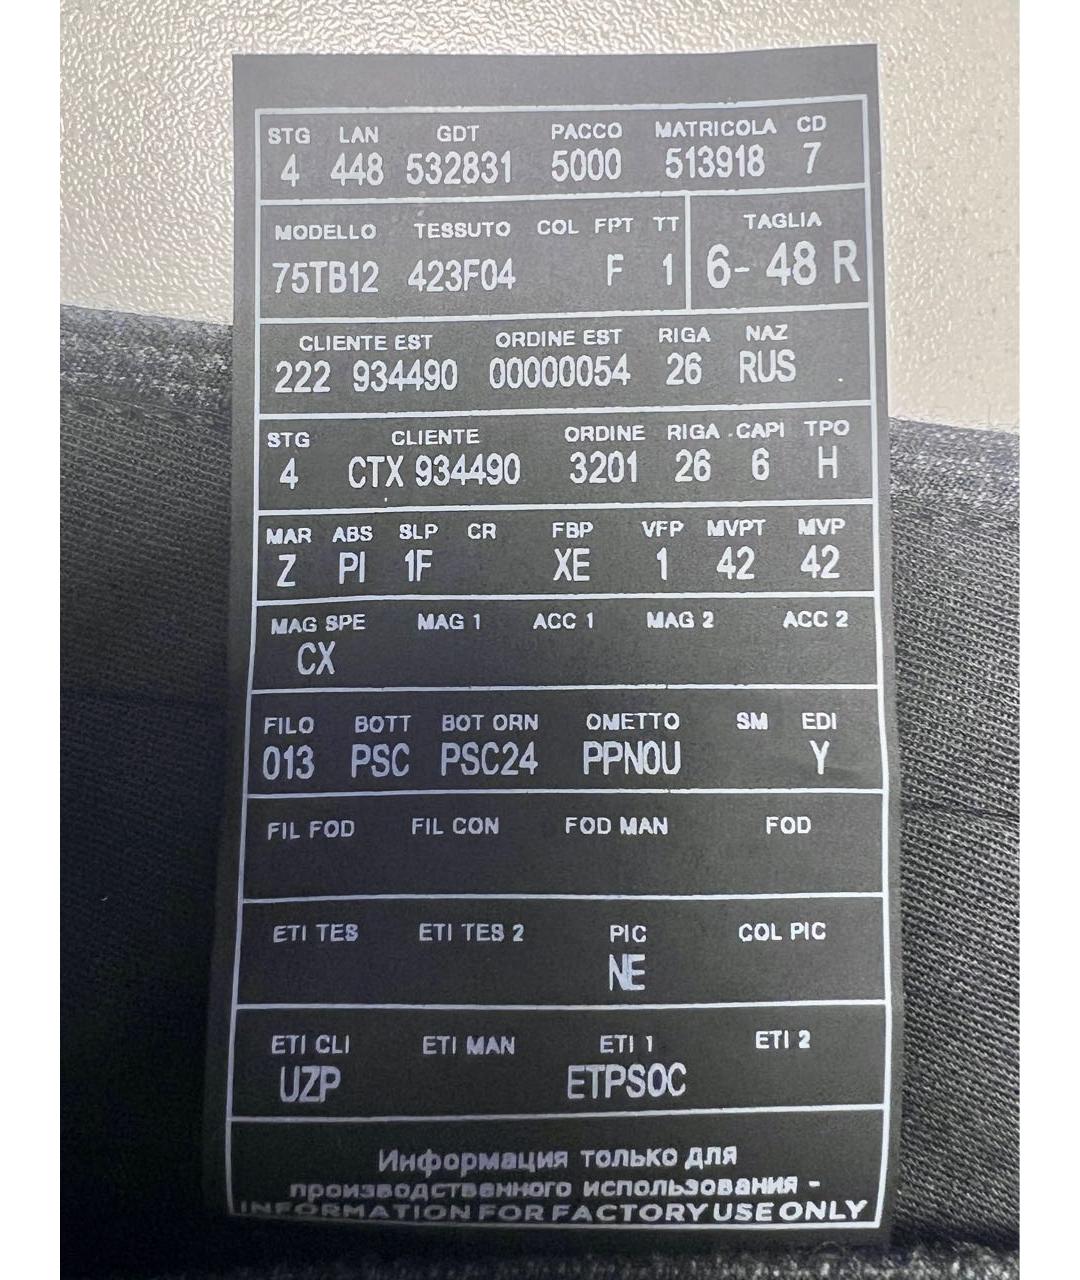 STG LAN GDT PACCO MATRICOLA CD
4 448 532831 5000 513918 7
MODELLO TESSUTO COL FPT TT TAGLIA
75TB12 423F04 F 1 6- 48 R
CLIENTE EST ORDINE EST RIGA NAZ
222 934490 00000054 26 RUS
STG CLIENTE ORDINE RIGA CAPI TPO
4 CTX 934490 3201 26 6 H
MAR ABS SLP CR FBP VFP MVPT MVP
Z PI 1F XE 1 42 42
MAG SPE MAG 1 ACC 1 MAG 2 ACC 2
CX
FILO BOTT BOT ORN OMETTO SM EDI
013 PSC PSC24 PPN0U Y
FIL FOD FIL CON FOD MAN FOD
ETI TES ETI TES 2 PIC COL PIC
NE
ETI CLI ETI MAN ETI 1 ETI 2
UZP ETPSOC
Информация только для
производственного использования -
INFORMATION FOR FACTORY USE ONLY